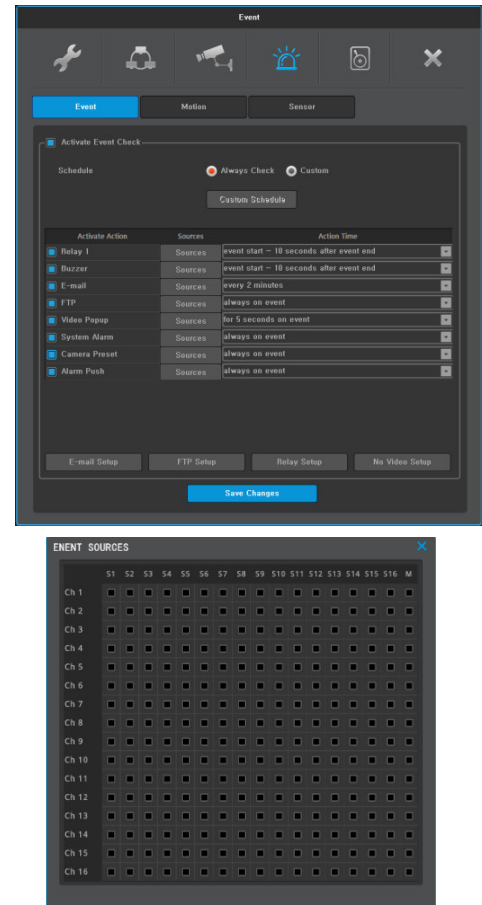 Event
Event Motion Sensor
Activate Event Check
Schedule Always Check Custom
Custom Schedule
Activate Action Sources Action Time
Relay 1 Sources event start — 10 seconds after event end
Buzzer Sources event start — 10 seconds after event end
E-mail Sources every 2 minutes
FTP Sources always on event
Video Popup Sources for 5 seconds on event
System Alarm Sources always on event
Camera Preset Sources always on event
Alarm Push Sources always on event
E-mail Setup FTP Setup Relay Setup No Video Setup
Save Changes
ENENT SOURCES
S1 S2 S3 S4 S5 S6 S7 S8 S9 S10 S11 S12 S13 S14 S15 S16 M
Ch 1
Ch 2
Ch 3
Ch 4
Ch 5
Ch 6
Ch 7
Ch 8
Ch 9
Ch 10
Ch 11
Ch 12
Ch 13
Ch 14
Ch 15
Ch 16